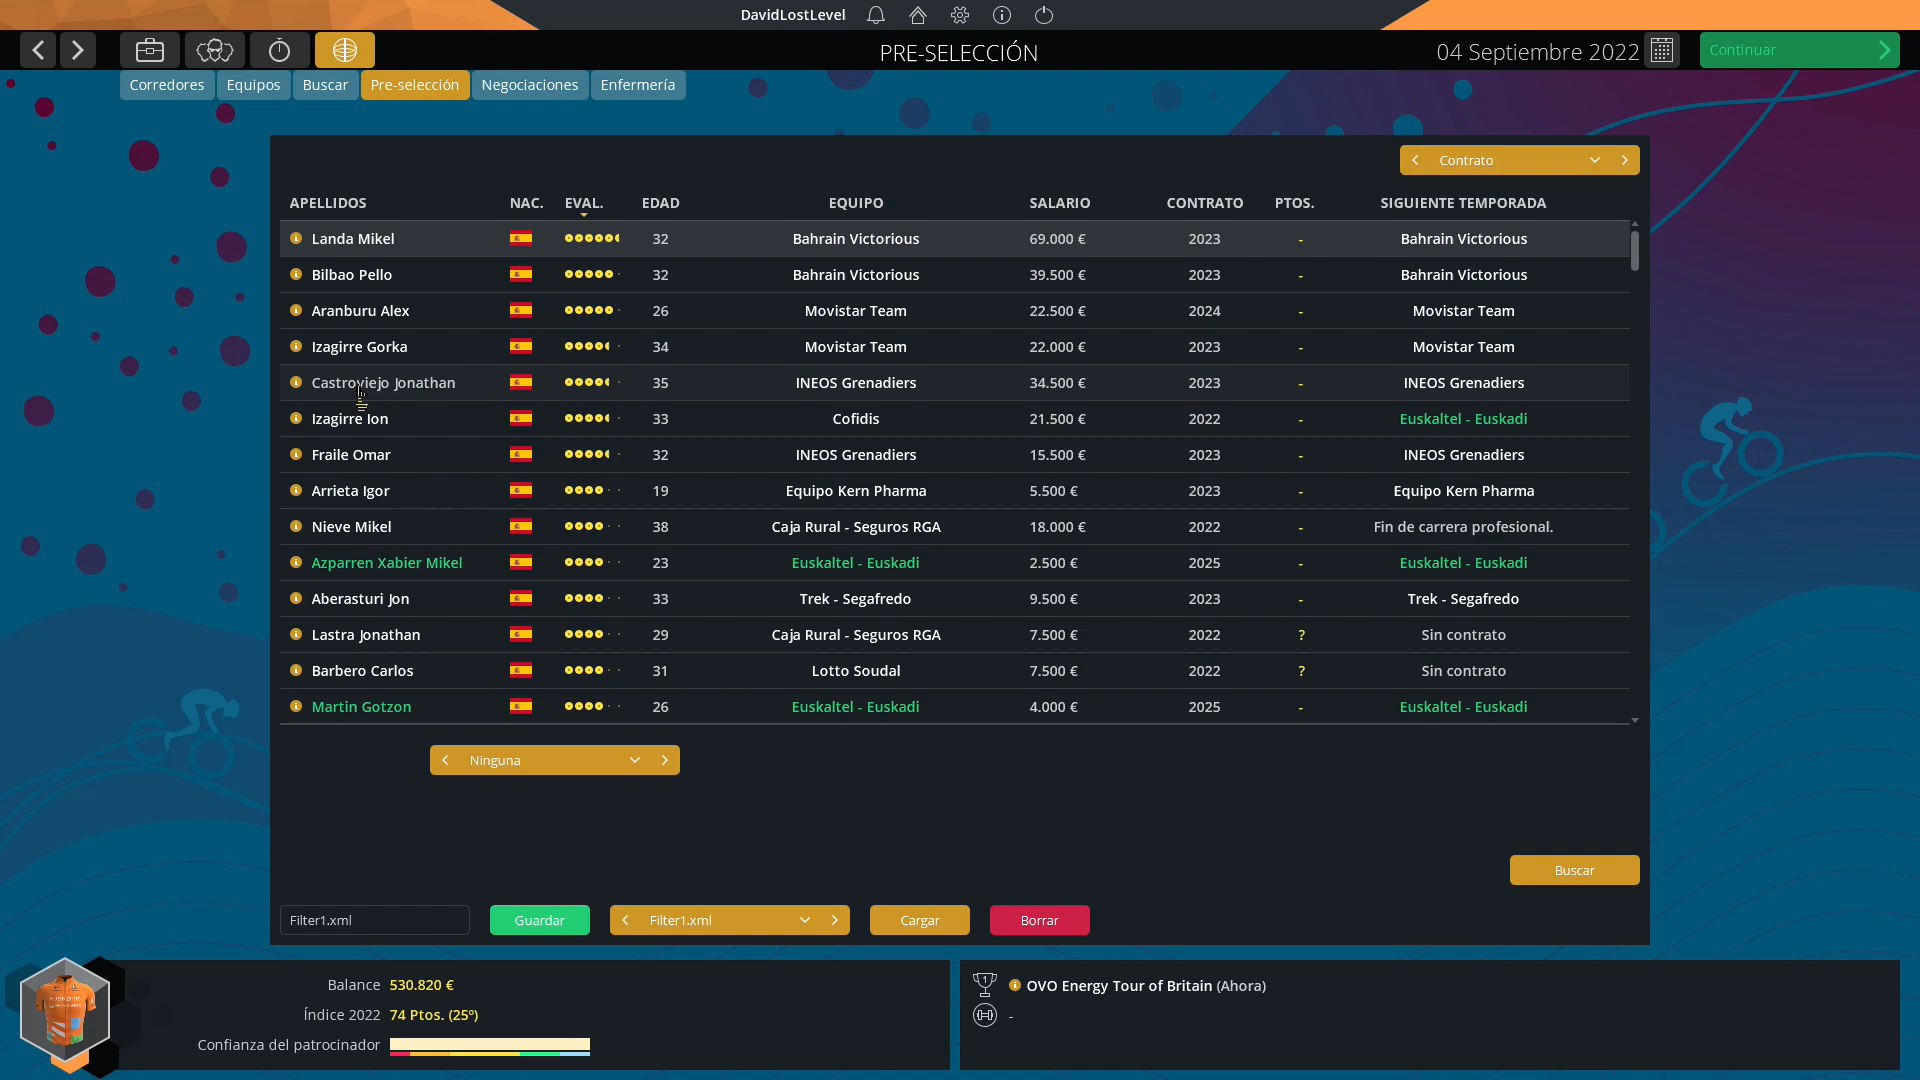 DavidLostLevel
PRE-SELECCIÓN
04 Septiembre 2022
Continuar
Corredores Equipos Buscar Pre-selección Negociaciones Enfermería
Contrato
APELLIDOS NAC. EVAL. EDAD EQUIPO SALARIO CONTRATO PTOS. SIGUIENTE TEMPORADA
Landa Mikel 32 Bahrain Victorious 69.000 € 2023 - Bahrain Victorious
Bilbao Pello 32 Bahrain Victorious 39.500 € 2023 - Bahrain Victorious
Aranburu Alex 26 Movistar Team 22.500 € 2024 - Movistar Team
Izagirre Gorka 34 Movistar Team 22.000 € 2023 - Movistar Team
Castroviejo Jonathan 35 INEOS Grenadiers 34.500 € 2023 - INEOS Grenadiers
Izagirre Ion 33 Cofidis 21.500 € 2022 - Euskaltel - Euskadi
Fraile Omar 32 INEOS Grenadiers 15.500 € 2023 - INEOS Grenadiers
Arrieta Igor 19 Equipo Kern Pharma 5.500 € 2023 - Equipo Kern Pharma
Nieve Mikel 38 Caja Rural - Seguros RGA 18.000 € 2022 - Fin de carrera profesional.
Azparren Xabier Mikel 23 Euskaltel - Euskadi 2.500 € 2025 - Euskaltel - Euskadi
Aberasturi Jon 33 Trek - Segafredo 9.500 € 2023 - Trek - Segafredo
Lastra Jonathan 29 Caja Rural - Seguros RGA 7.500 € 2022 ? Sin contrato
Barbero Carlos 31 Lotto Soudal 7.500 € 2022 ? Sin contrato
Martin Gotzon 26 Euskaltel - Euskadi 4.000 € 2025 - Euskaltel - Euskadi
Ninguna
Buscar
Filter1.xml Guardar Filter1.xml Cargar Borrar
Balance 530.820 €
Índice 2022 74 Ptos. (25º)
Confianza del patrocinador
1 OVO Energy Tour of Britain (Ahora)
-